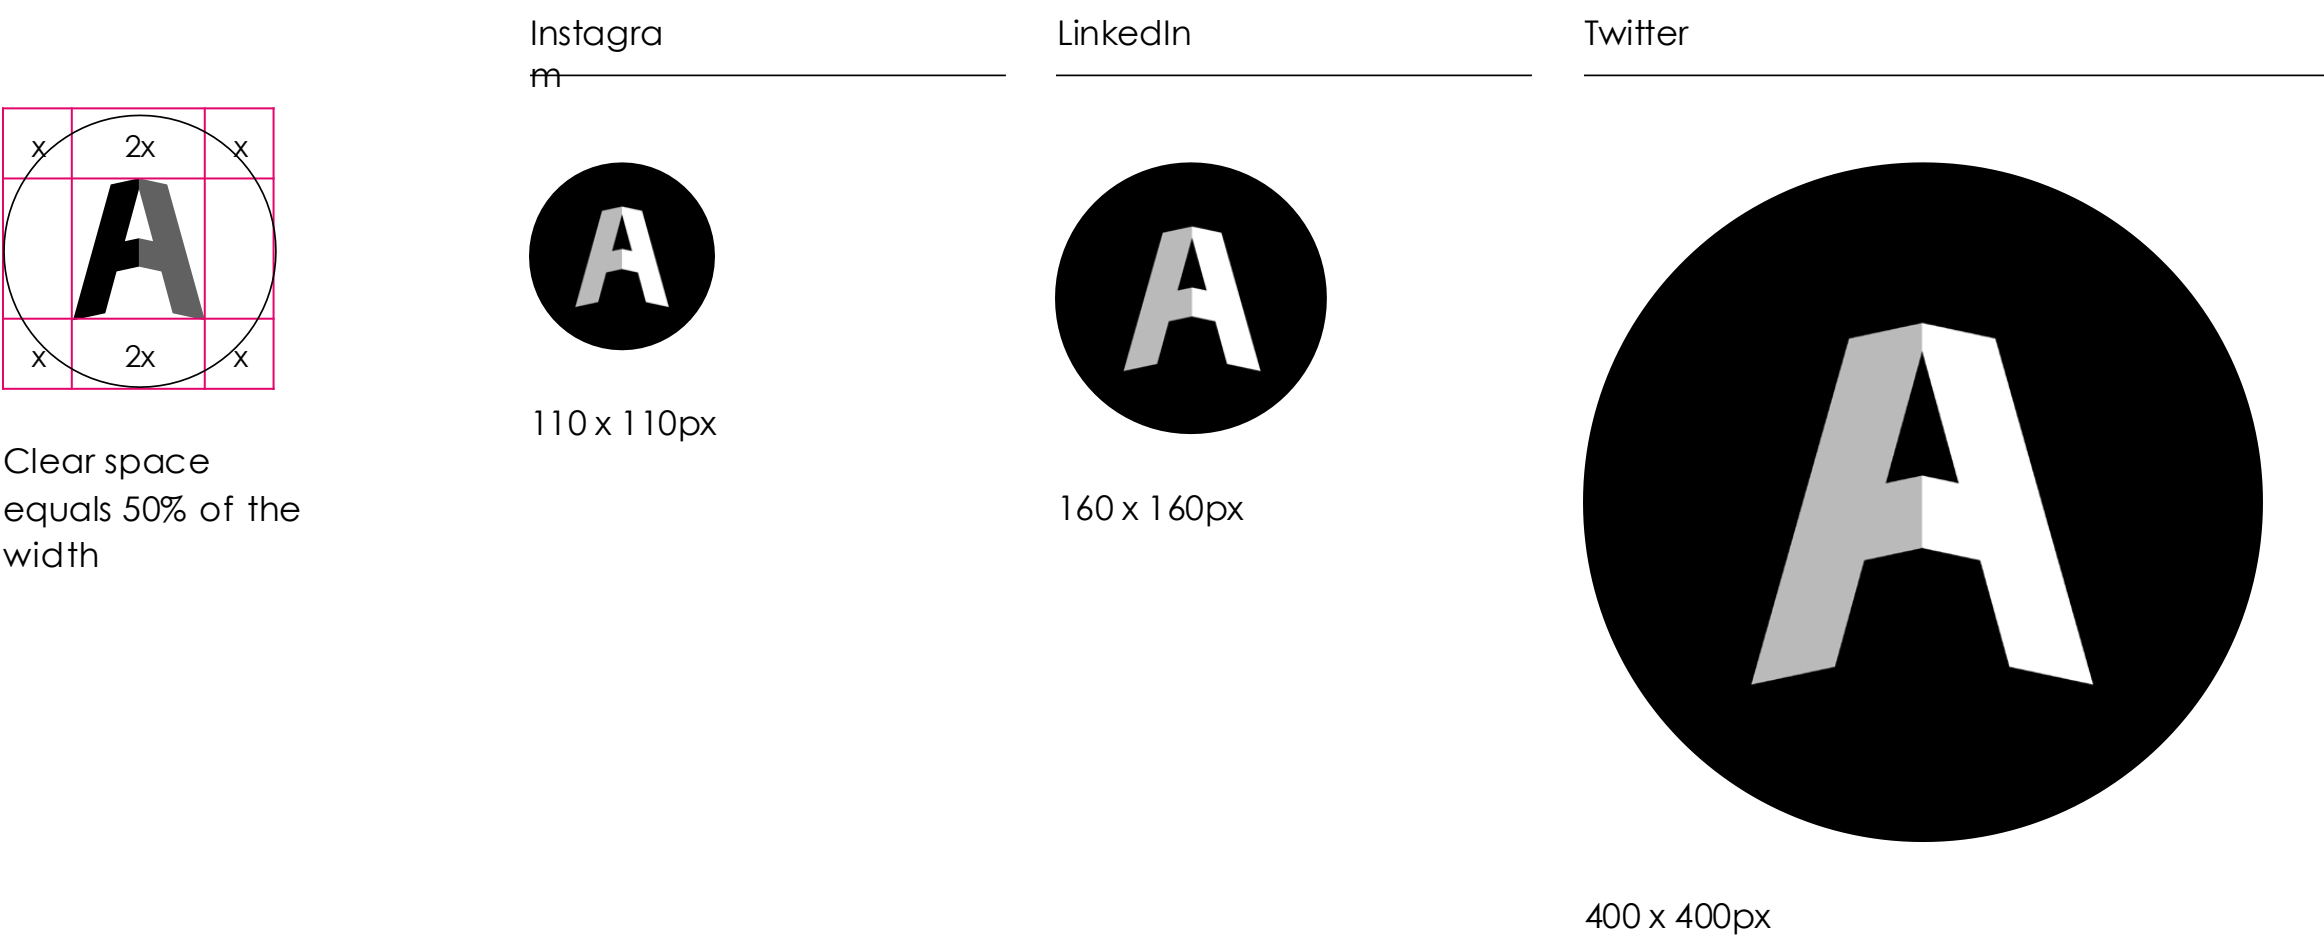 Instagra
m
LinkedIn
Twitter
x 2x x
x 2x x
Clear space
equals 50% of the
width
110 x 110px
160 x 160px
400 x 400px